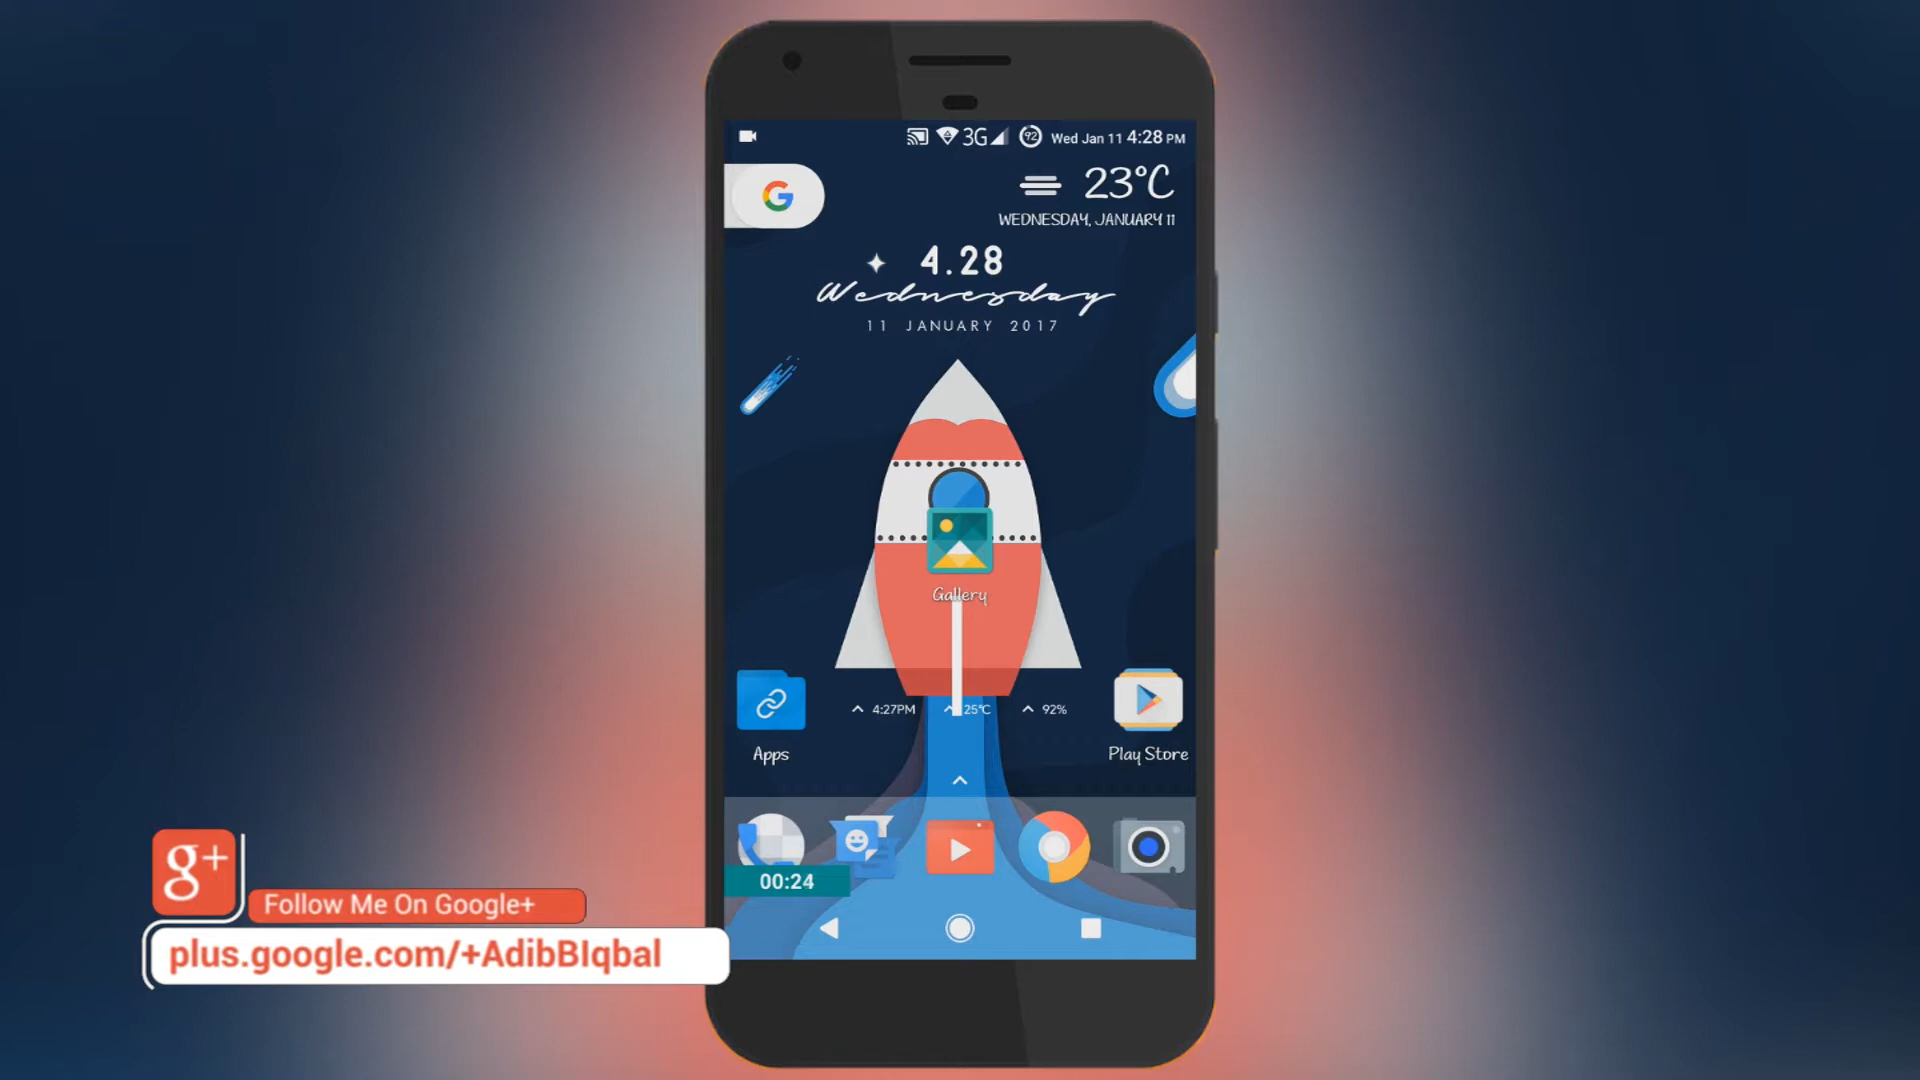 3G 92 Wed Jan 11 4:28 PM
G
23°C
WEDNESDAY, JANUARY 11
4.28
Wednesday
11 JANUARY 2017
Gallery
4:27PM 25°C 92%
Apps
Play Store
00:24
g+
Follow Me On Google+
plus.google.com/+AdibBIqbal